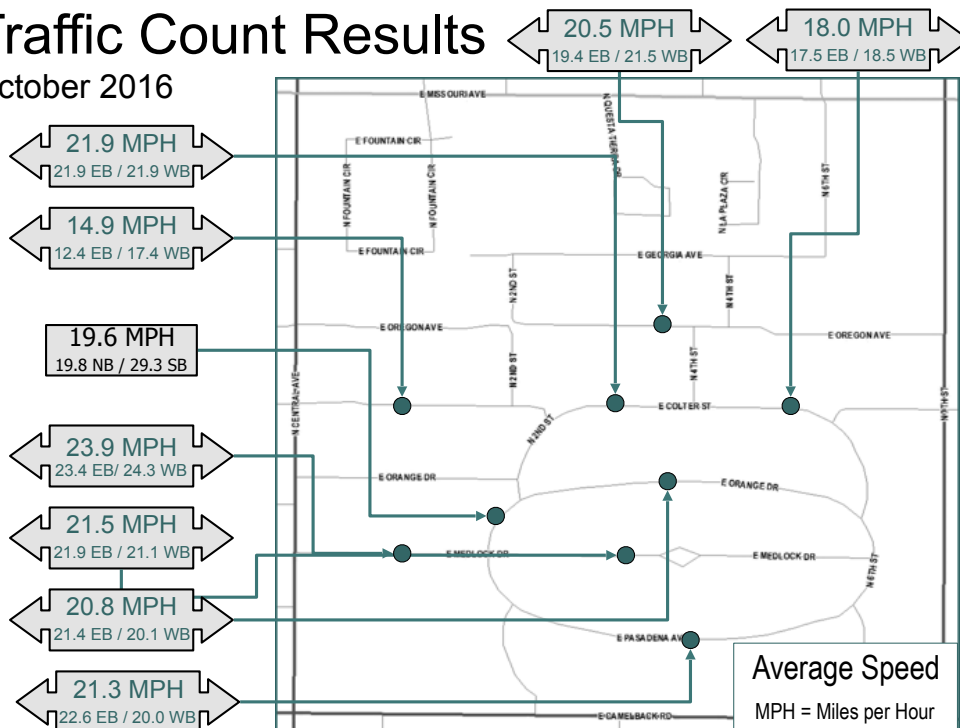 Traffic Count Results
October 2016
20.5 MPH
19.4 EB / 21.5 WB
18.0 MPH
17.5 EB / 18.5 WB
21.9 MPH
21.9 EB / 21.9 WB
14.9 MPH
12.4 EB / 17.4 WB
19.6 MPH
19.8 NB / 29.3 SB
23.9 MPH
23.4 EB/ 24.3 WB
21.5 MPH
21.9 EB / 21.1 WB
20.8 MPH
21.4 EB / 20.1 WB
21.3 MPH
22.6 EB / 20.0 WB
E MISSOURI AVE
E FOUNTAIN CIR
N FOUNTAIN CIR
N FOUNTAIN CIR
E FOUNTAIN CIR
N QUESTA THERSA DR
N LA PLAZA CIR
N 6TH ST
E GEORGIA AVE
N 2ND ST
N 4TH ST
E OREGON AVE
E OREGON AVE
N 2ND ST
N 4TH ST
N CENTRAL AVE
N 7TH ST
E COLTER ST
N 2ND ST
E ORANGE DR
E ORANGE DR
E MEDLOCK DR
E MEDLOCK DR
N 6TH ST
E PASADENA AVE
E CAMELBACK RD
Average Speed
MPH = Miles per Hour